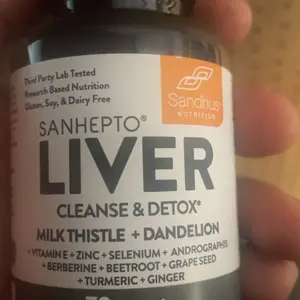 Third Party Lab Tested
Research Based Nutrition
Gluten, Soy, & Dairy Free
Sandhus
NUTRITION
SANHEPTO®
LIVER
CLEANSE & DETOX*
MILK THISTLE + DANDELION
+ VITAMIN E + ZINC + SELENIUM + ANDROGRAPHIS
+ BERBERINE + BEETROOT + GRAPE SEED
+ TURMERIC + GINGER